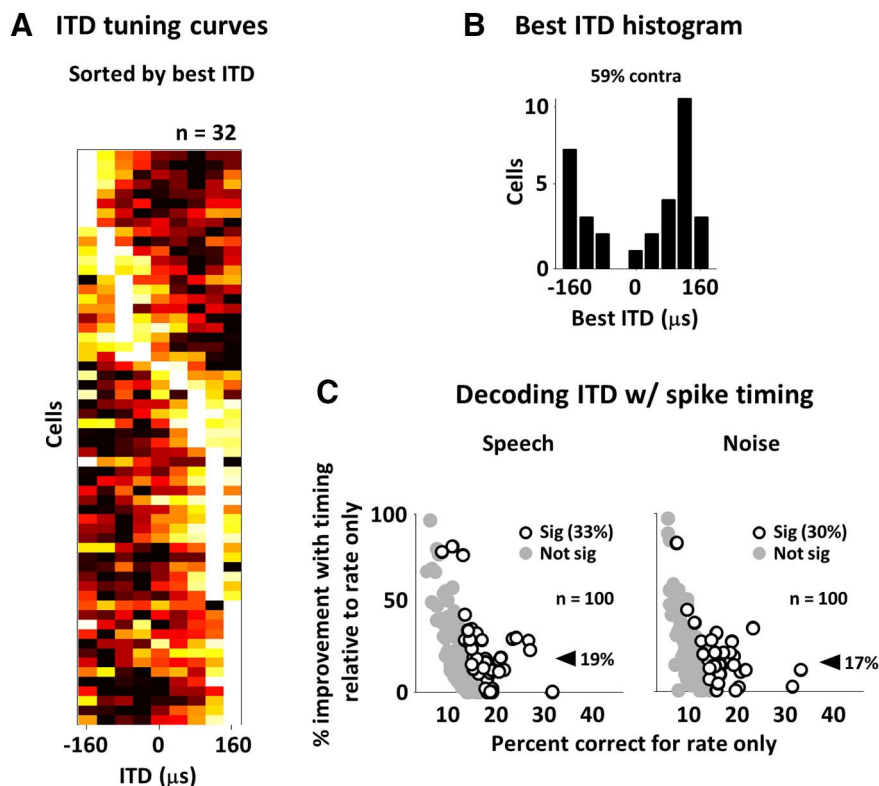 A ITD tuning curves
Sorted by best ITD
n = 32
Cells
-160 0 160
ITD (μs)
B Best ITD histogram
59% contra
10
5
0
Cells
-160 0 160
Best ITD (μs)
C Decoding ITD w/ spike timing
Speech
Noise
% improvement with timing
relative to rate only
100
50
0
Sig (33%)
Not sig
n = 100
19%
10 20 30 40
Sig (30%)
Not sig
n = 100
17%
10 20 30 40
Percent correct for rate only